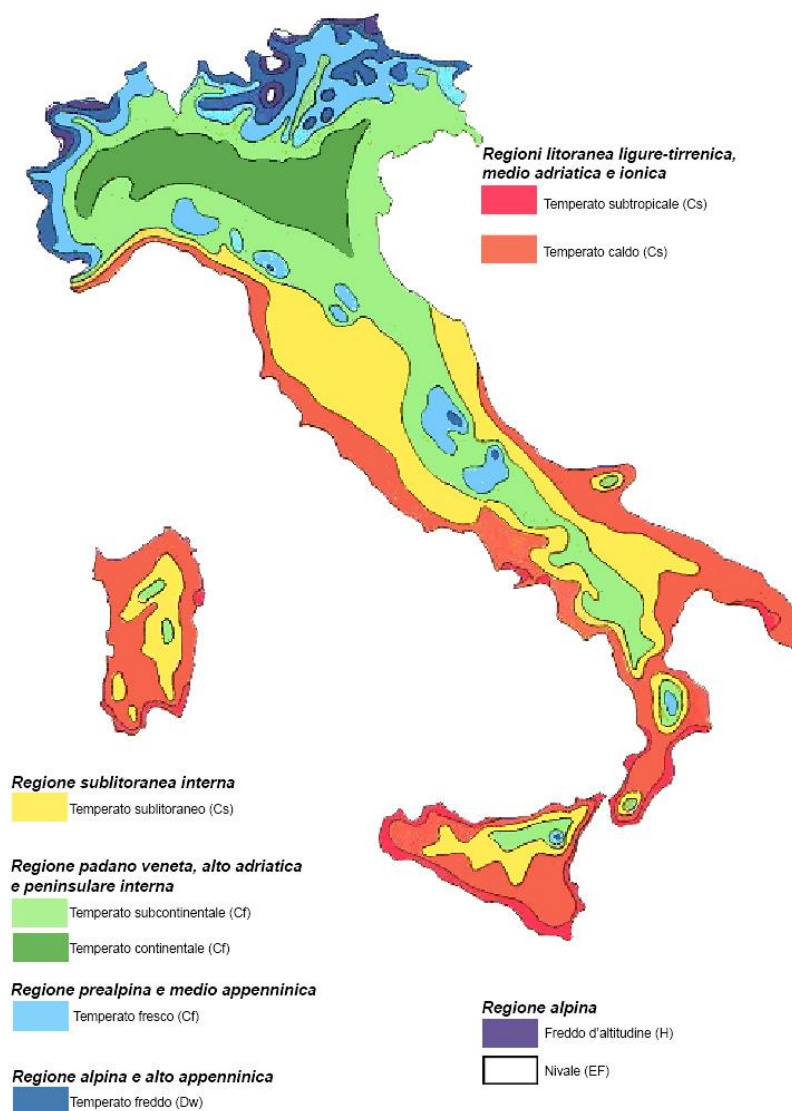 Regioni litoranea ligure-tirrenica,
medio adriatica e ionica
Temperato subtropicale (Cs)
Temperato caldo (Cs)
Regione sublitoranea interna
Temperato sublitoraneo (Cs)
Regione padano veneta, alto adriatica
e peninsulare interna
Temperato subcontinentale (Cf)
Temperato continentale (Cf)
Regione prealpina e medio appenninica
Temperato fresco (Cf)
Regione alpina e alto appenninica
Temperato freddo (Dw)
Regione alpina
Freddo d'altitudine (H)
Nivale (EF)